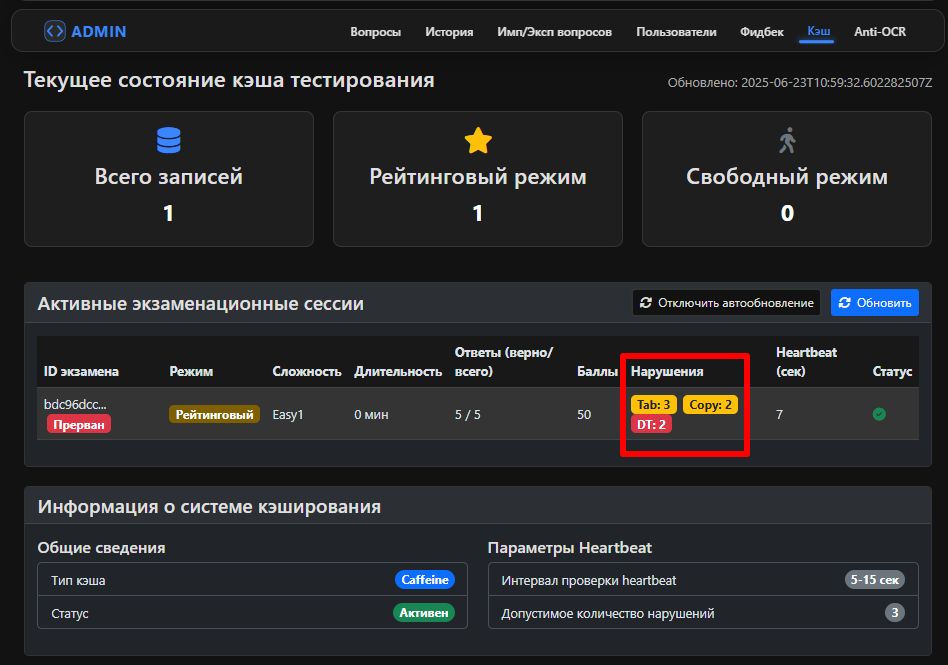 ADMIN
Вопросы История Имп/Эксп вопросов Пользователи Фидбек Кэш Anti-OCR
Текущее состояние кэша тестирования
Обновлено: 2025-06-23T10:59:32.602282507Z
Всего записей
1
Рейтинговый режим
1
Свободный режим
0
Активные экзаменационные сессии
Отключить автообновление
Обновить
ID экзамена Режим Сложность Длительность Ответы (верно/
всего) Баллы Нарушения Heartbeat
(сек) Статус
bdc96dcc...
Прерван
Рейтинговый Easy1 0 мин 5 / 5 50 Tab: 3 Copy: 2
DT: 2
7
Информация о системе кэширования
Общие сведения
Тип кэша Caffeine
Статус Активен
Параметры Heartbeat
Интервал проверки heartbeat 5-15 сек
Допустимое количество нарушений 3